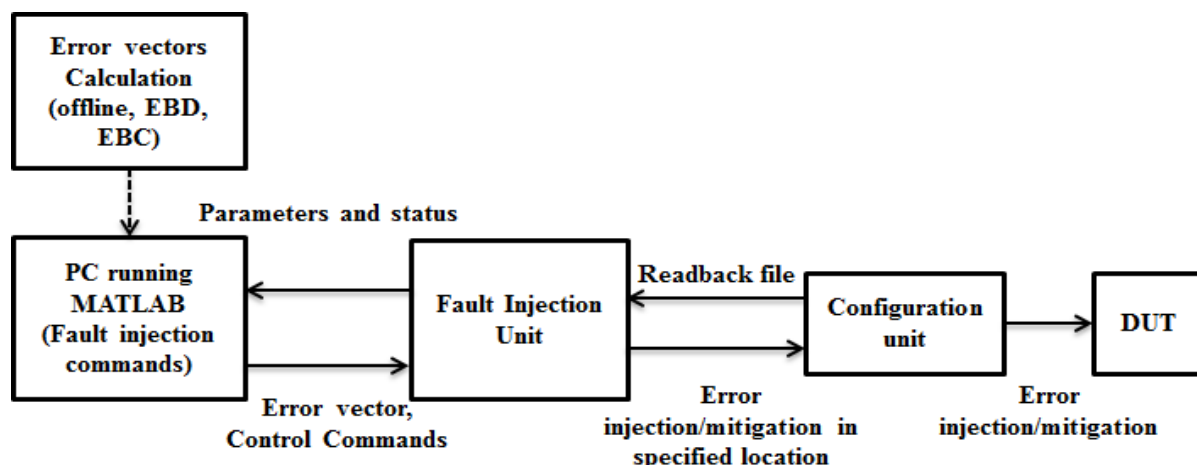 Error vectors
Calculation
(offline, EBD,
EBC)
Parameters and status
PC running
MATLAB
(Fault injection
commands)
Fault Injection
Unit
Readback file
Configuration
unit
DUT
Error vector,
Control Commands
Error
injection/mitigation in
specified location
Error
injection/mitigation